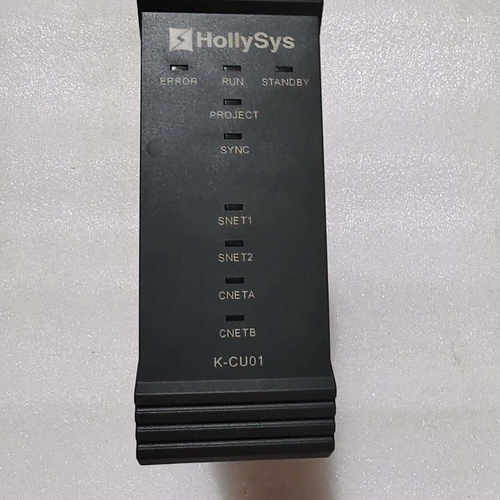 HollySys
ERROR RUN STANDBY
PROJECT
SYNC
SNET1
SNET2
CNETA
CNETB
K-CU01